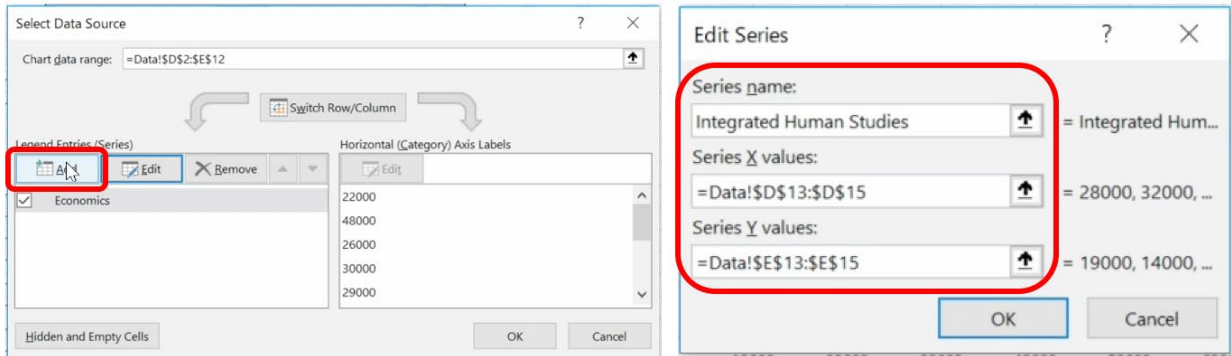 Select Data Source
?
Chart data range: =Data!$D$2:$E$12
Switch Row/Column
Legend Entries (Series)
Edit
Remove
Economics
Horizontal (Category) Axis Labels
Edit
22000
48000
26000
30000
29000
Hidden and Empty Cells
OK
Cancel
Edit Series
?
Series name:
Integrated Human Studies
= Integrated Hum...
Series X values:
=Data!$D$13:$D$15
= 28000, 32000, ...
Series Y values:
=Data!$E$13:$E$15
= 19000, 14000, ...
OK
Cancel